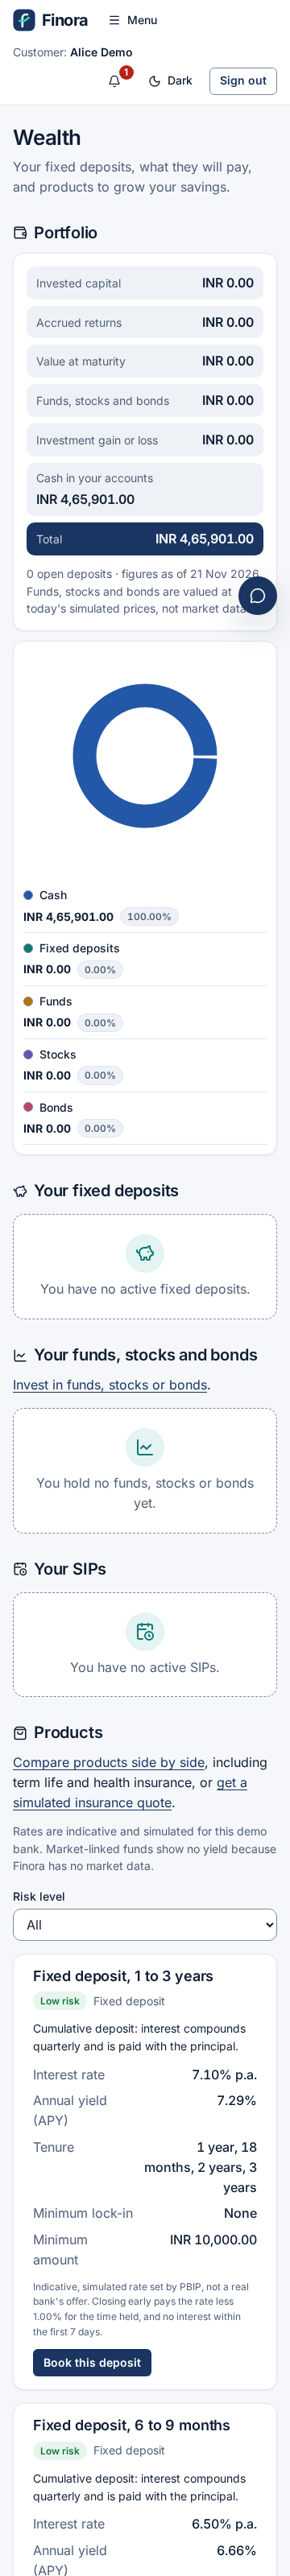 Finora
Menu
Customer: Alice Demo
1
Dark
Sign out
Wealth
Your fixed deposits, what they will pay,
and products to grow your savings.
Portfolio
Invested capital INR 0.00
Accrued returns INR 0.00
Value at maturity INR 0.00
Funds, stocks and bonds INR 0.00
Investment gain or loss INR 0.00
Cash in your accounts
INR 4,65,901.00
Total INR 4,65,901.00
0 open deposits · figures as of 21 Nov 2026.
Funds, stocks and bonds are valued at
today's simulated prices, not market data.
Cash
INR 4,65,901.00 100.00%
Fixed deposits
INR 0.00 0.00%
Funds
INR 0.00 0.00%
Stocks
INR 0.00 0.00%
Bonds
INR 0.00 0.00%
Your fixed deposits
You have no active fixed deposits.
Your funds, stocks and bonds
Invest in funds, stocks or bonds.
You hold no funds, stocks or bonds
yet.
Your SIPs
You have no active SIPs.
Products
Compare products side by side, including
term life and health insurance, or get a
simulated insurance quote.
Rates are indicative and simulated for this demo
bank. Market-linked funds show no yield because
Finora has no market data.
Risk level
All
Fixed deposit, 1 to 3 years
Low risk Fixed deposit
Cumulative deposit: interest compounds
quarterly and is paid with the principal.
Interest rate 7.10% p.a.
Annual yield 7.29%
(APY)
Tenure 1 year, 18
months, 2 years, 3
years
Minimum lock-in None
Minimum INR 10,000.00
amount
Indicative, simulated rate set by PBIP, not a real
bank's offer. Closing early pays the rate less
1.00% for the time held, and no interest within
the first 7 days.
Book this deposit
Fixed deposit, 6 to 9 months
Low risk Fixed deposit
Cumulative deposit: interest compounds
quarterly and is paid with the principal.
Interest rate 6.50% p.a.
Annual yield 6.66%
(APY)